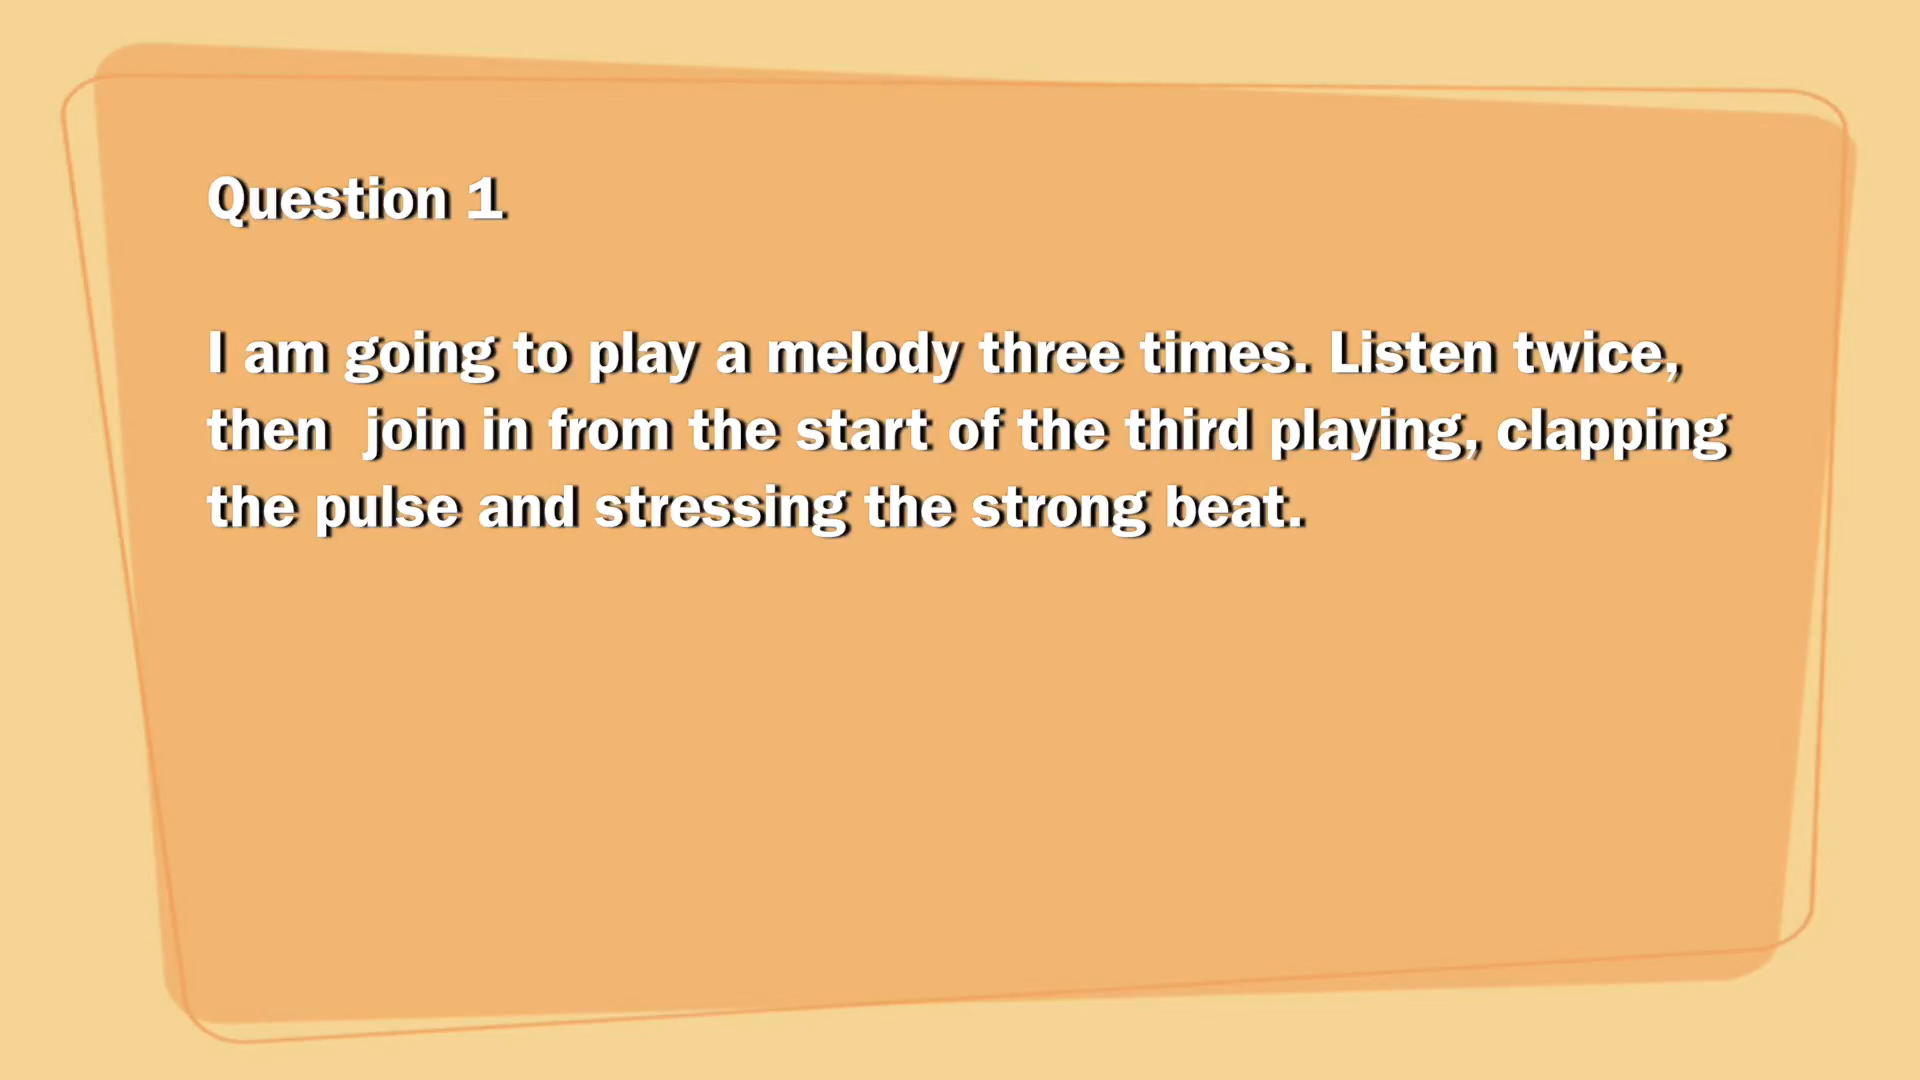 Question 1
I am going to play a melody three times. Listen twice,
then  join in from the start of the third playing, clapping
the pulse and stressing the strong beat.